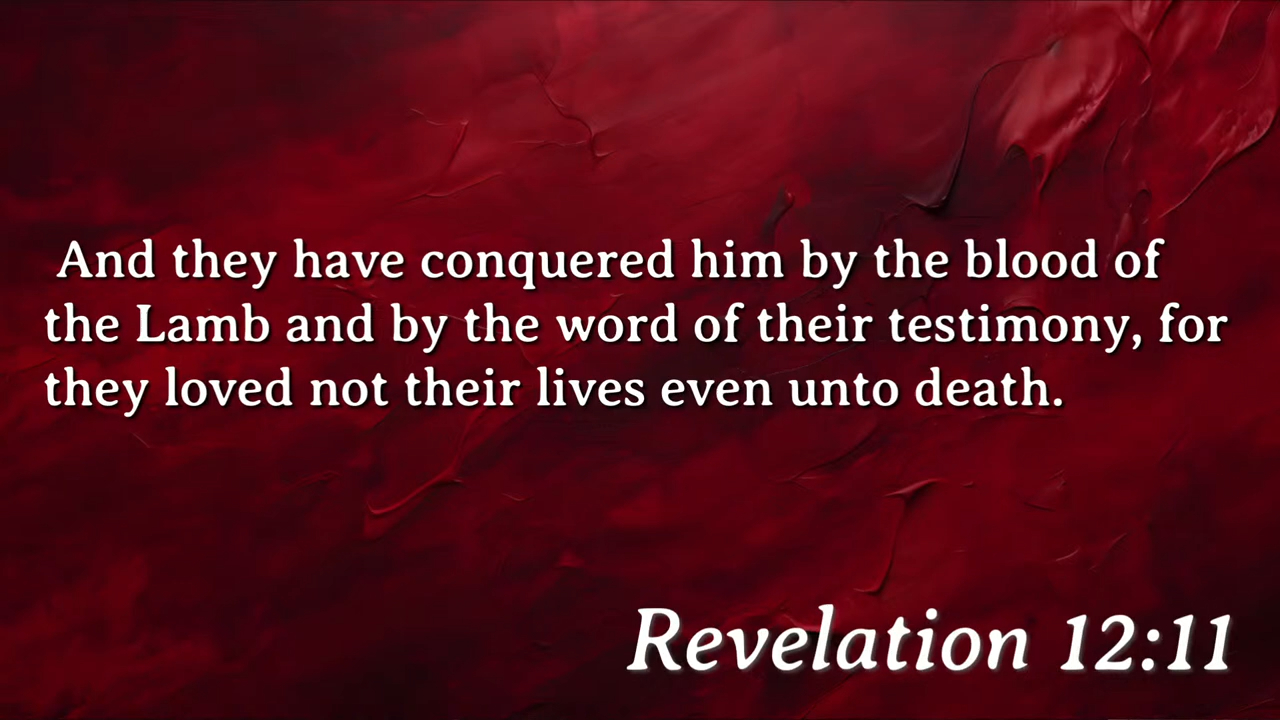 And they have conquered him by the blood of
the Lamb and by the word of their testimony, for
they loved not their lives even unto death.
Revelation 12:11